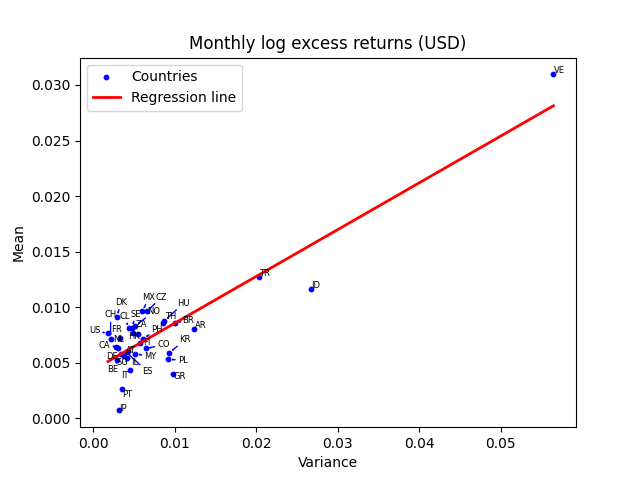 Monthly log excess returns (USD)
Countries
Regression line
Mean
0.030
0.025
0.020
0.015
0.010
0.005
0.000
VE
TR
ID
MX CZ
DK HU
CH CL SE NO TH BR
US FR ZA PH AR
CA HK CO KR
DE MY PL
BE IL
IT ES GR
PT
JP
0.00 0.01 0.02 0.03 0.04 0.05
Variance